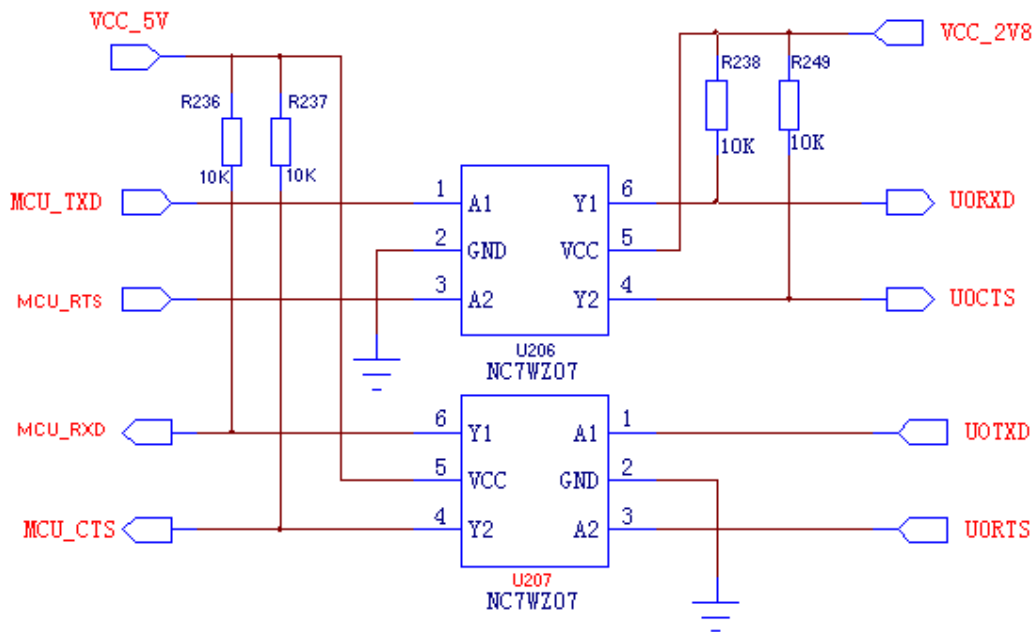 VCC_5V
VCC_2V8
R236
R237
R238
R249
10K
10K
10K
10K
MCU_TXD
1
A1
Y1
6
U0RXD
2
GND
VCC
5
MCU_RTS
3
A2
Y2
4
U0CTS
U206
NC7WZ07
MCU_RXD
6
Y1
A1
1
U0TXD
5
VCC
GND
2
MCU_CTS
4
Y2
A2
3
U0RTS
U207
NC7WZ07